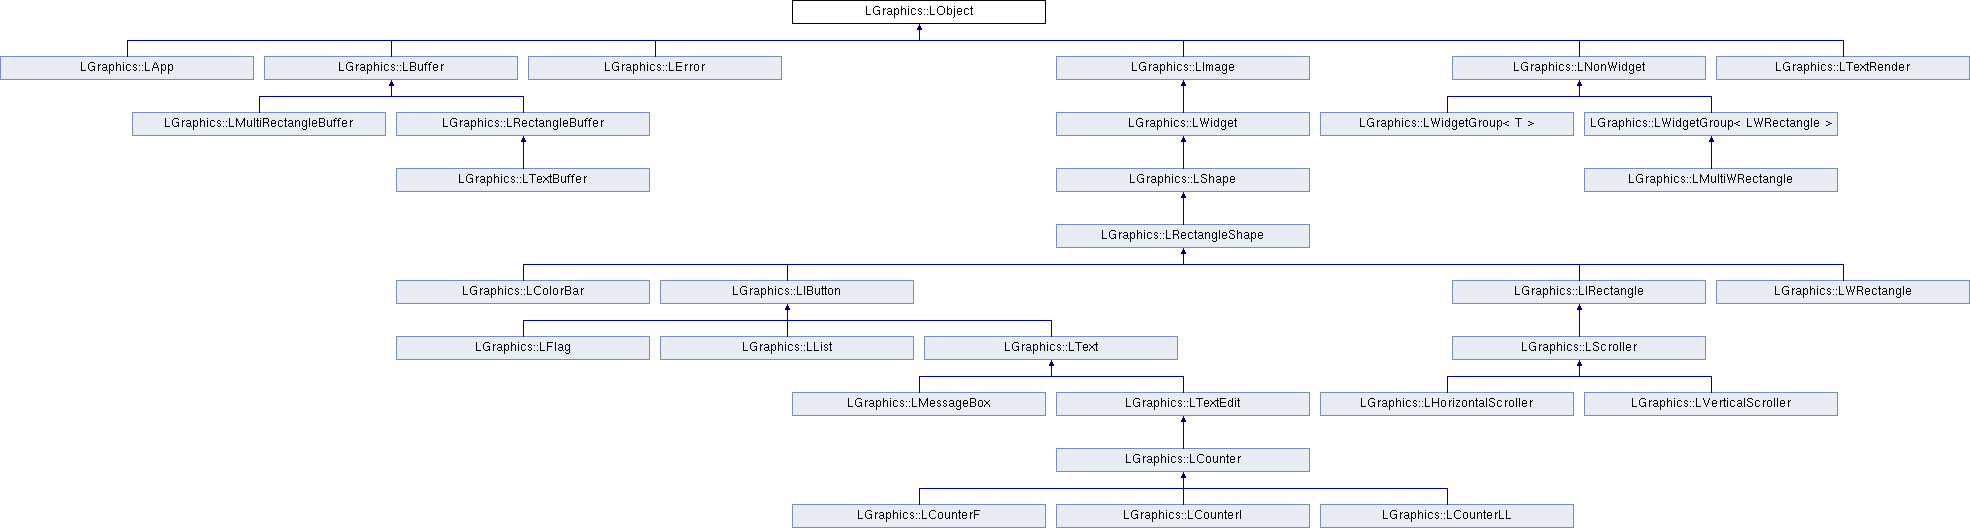 LGraphics::LObject
LGraphics::LApp
LGraphics::LBuffer
LGraphics::LError
LGraphics::LImage
LGraphics::LNonWidget
LGraphics::LTextRender
LGraphics::LMultiRectangleBuffer
LGraphics::LRectangleBuffer
LGraphics::LWidget
LGraphics::LWidgetGroup< T >
LGraphics::LWidgetGroup< LWRectangle >
LGraphics::LTextBuffer
LGraphics::LShape
LGraphics::LMultiWRectangle
LGraphics::LRectangleShape
LGraphics::LColorBar
LGraphics::LIButton
LGraphics::LIRectangle
LGraphics::LWRectangle
LGraphics::LFlag
LGraphics::LList
LGraphics::LText
LGraphics::LScroller
LGraphics::LMessageBox
LGraphics::LTextEdit
LGraphics::LHorizontalScroller
LGraphics::LVerticalScroller
LGraphics::LCounter
LGraphics::LCounterF
LGraphics::LCounterI
LGraphics::LCounterLL